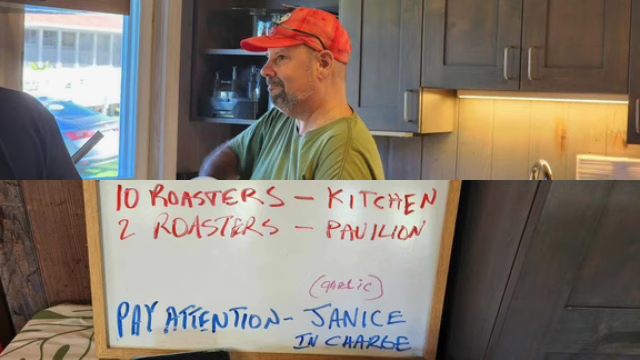 10 ROASTERS - KITCHEN
2 ROASTERS - PAVILION
(GARLIC)
PAY ATTENTION - JANICE
IN CHARGE